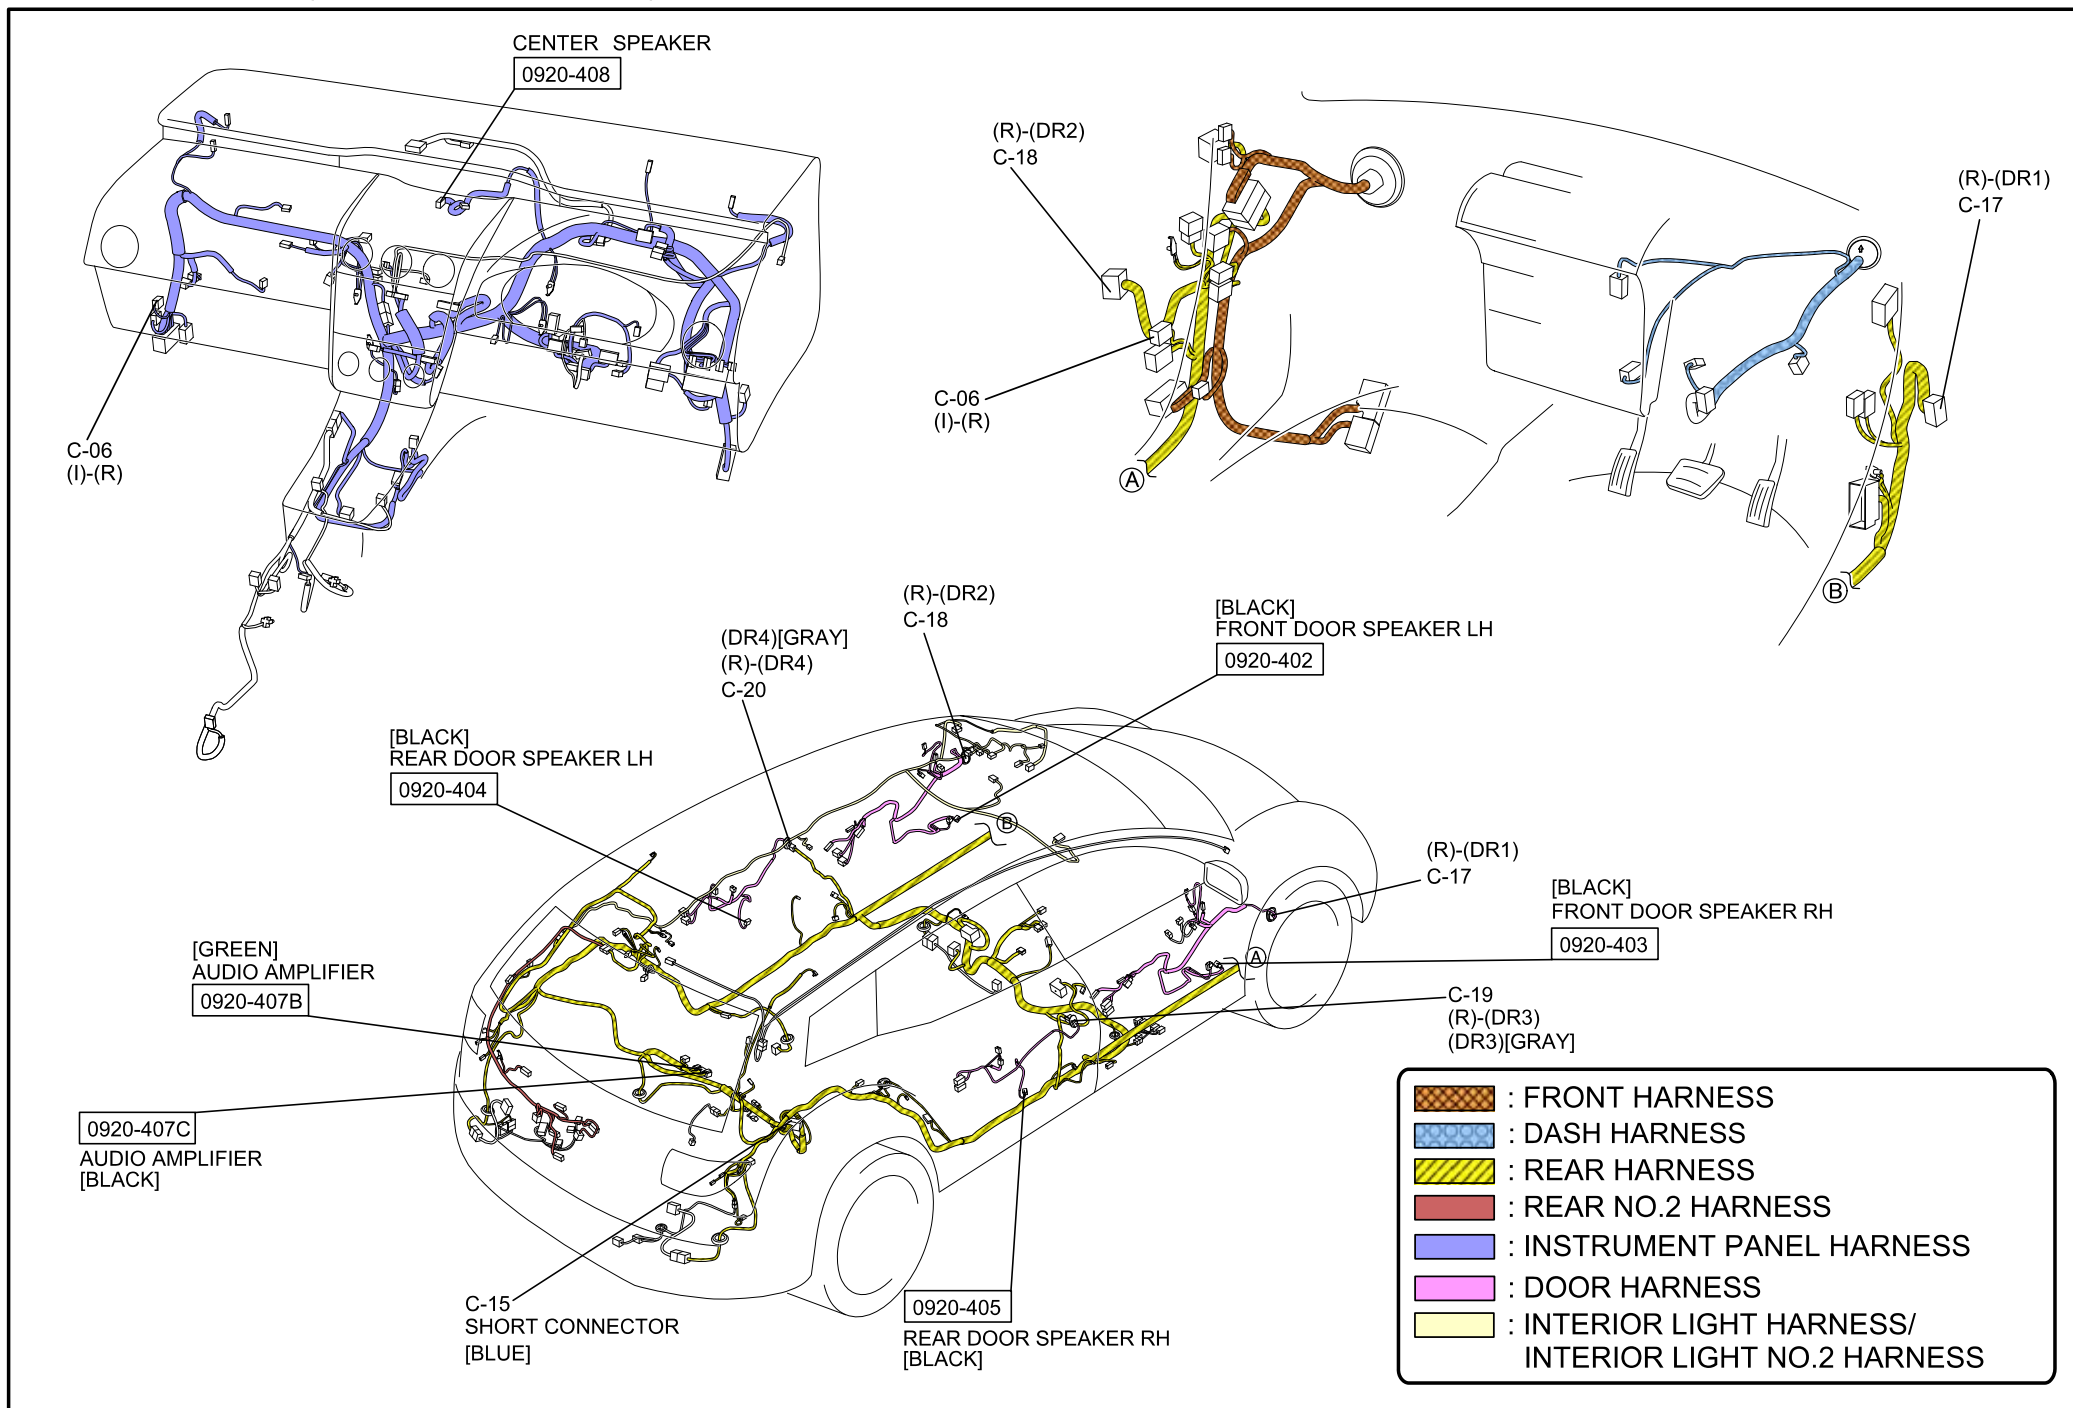 CENTER SPEAKER
0920-408
C-06
(I)-(R)
(R)-(DR2)
C-18
C-06
(I)-(R)
A
(R)-(DR1)
C-17
B
(R)-(DR2)
C-18
(DR4)[GRAY]
(R)-(DR4)
C-20
[BLACK]
FRONT DOOR SPEAKER LH
0920-402
[BLACK]
REAR DOOR SPEAKER LH
0920-404
B
(R)-(DR1)
C-17
[BLACK]
FRONT DOOR SPEAKER RH
0920-403
A
[GREEN]
AUDIO AMPLIFIER
0920-407B
C-19
(R)-(DR3)
(DR3)[GRAY]
0920-407C
AUDIO AMPLIFIER
[BLACK]
C-15
SHORT CONNECTOR
[BLUE]
0920-405
REAR DOOR SPEAKER RH
[BLACK]
: FRONT HARNESS
: DASH HARNESS
: REAR HARNESS
: REAR NO.2 HARNESS
: INSTRUMENT PANEL HARNESS
: DOOR HARNESS
: INTERIOR LIGHT HARNESS/
INTERIOR LIGHT NO.2 HARNESS